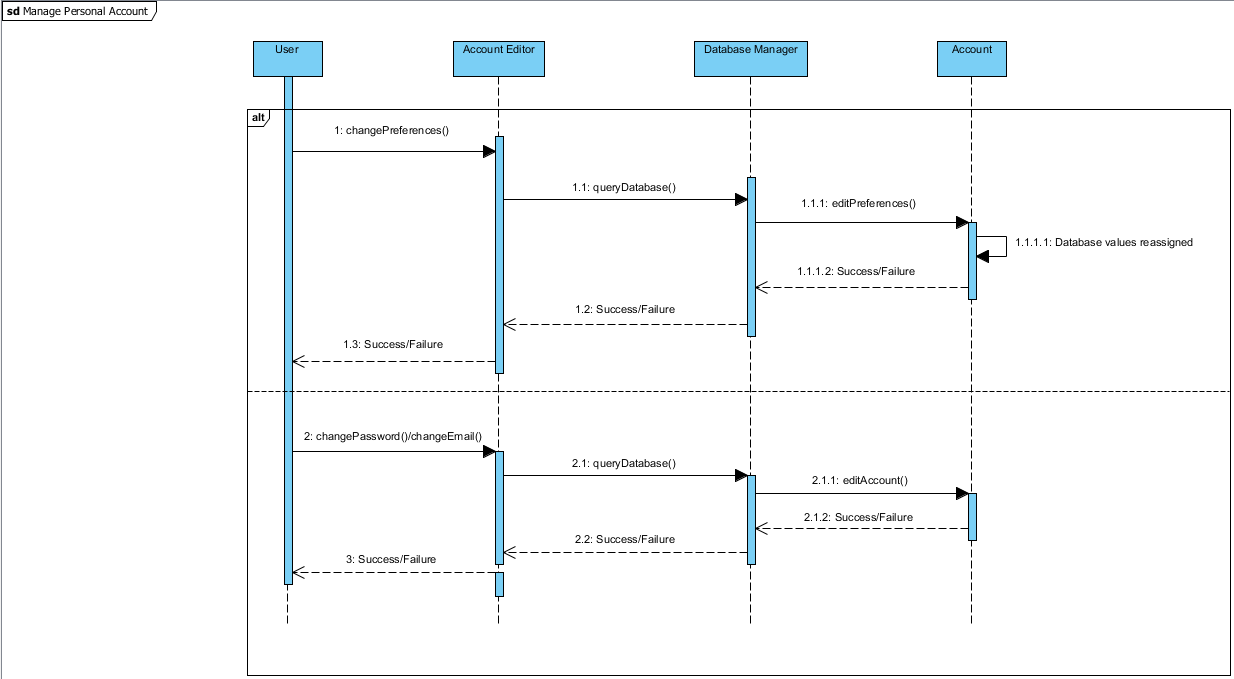 sd Manage Personal Account
User
Account Editor
Database Manager
Account
alt
1: changePreferences()
1.1: queryDatabase()
1.1.1: editPreferences()
1.1.1.1: Database values reassigned
1.1.1.2: Success/Failure
1.2: Success/Failure
1.3: Success/Failure
2: changePassword()/changeEmail()
2.1: queryDatabase()
2.1.1: editAccount()
2.1.2: Success/Failure
2.2: Success/Failure
3: Success/Failure